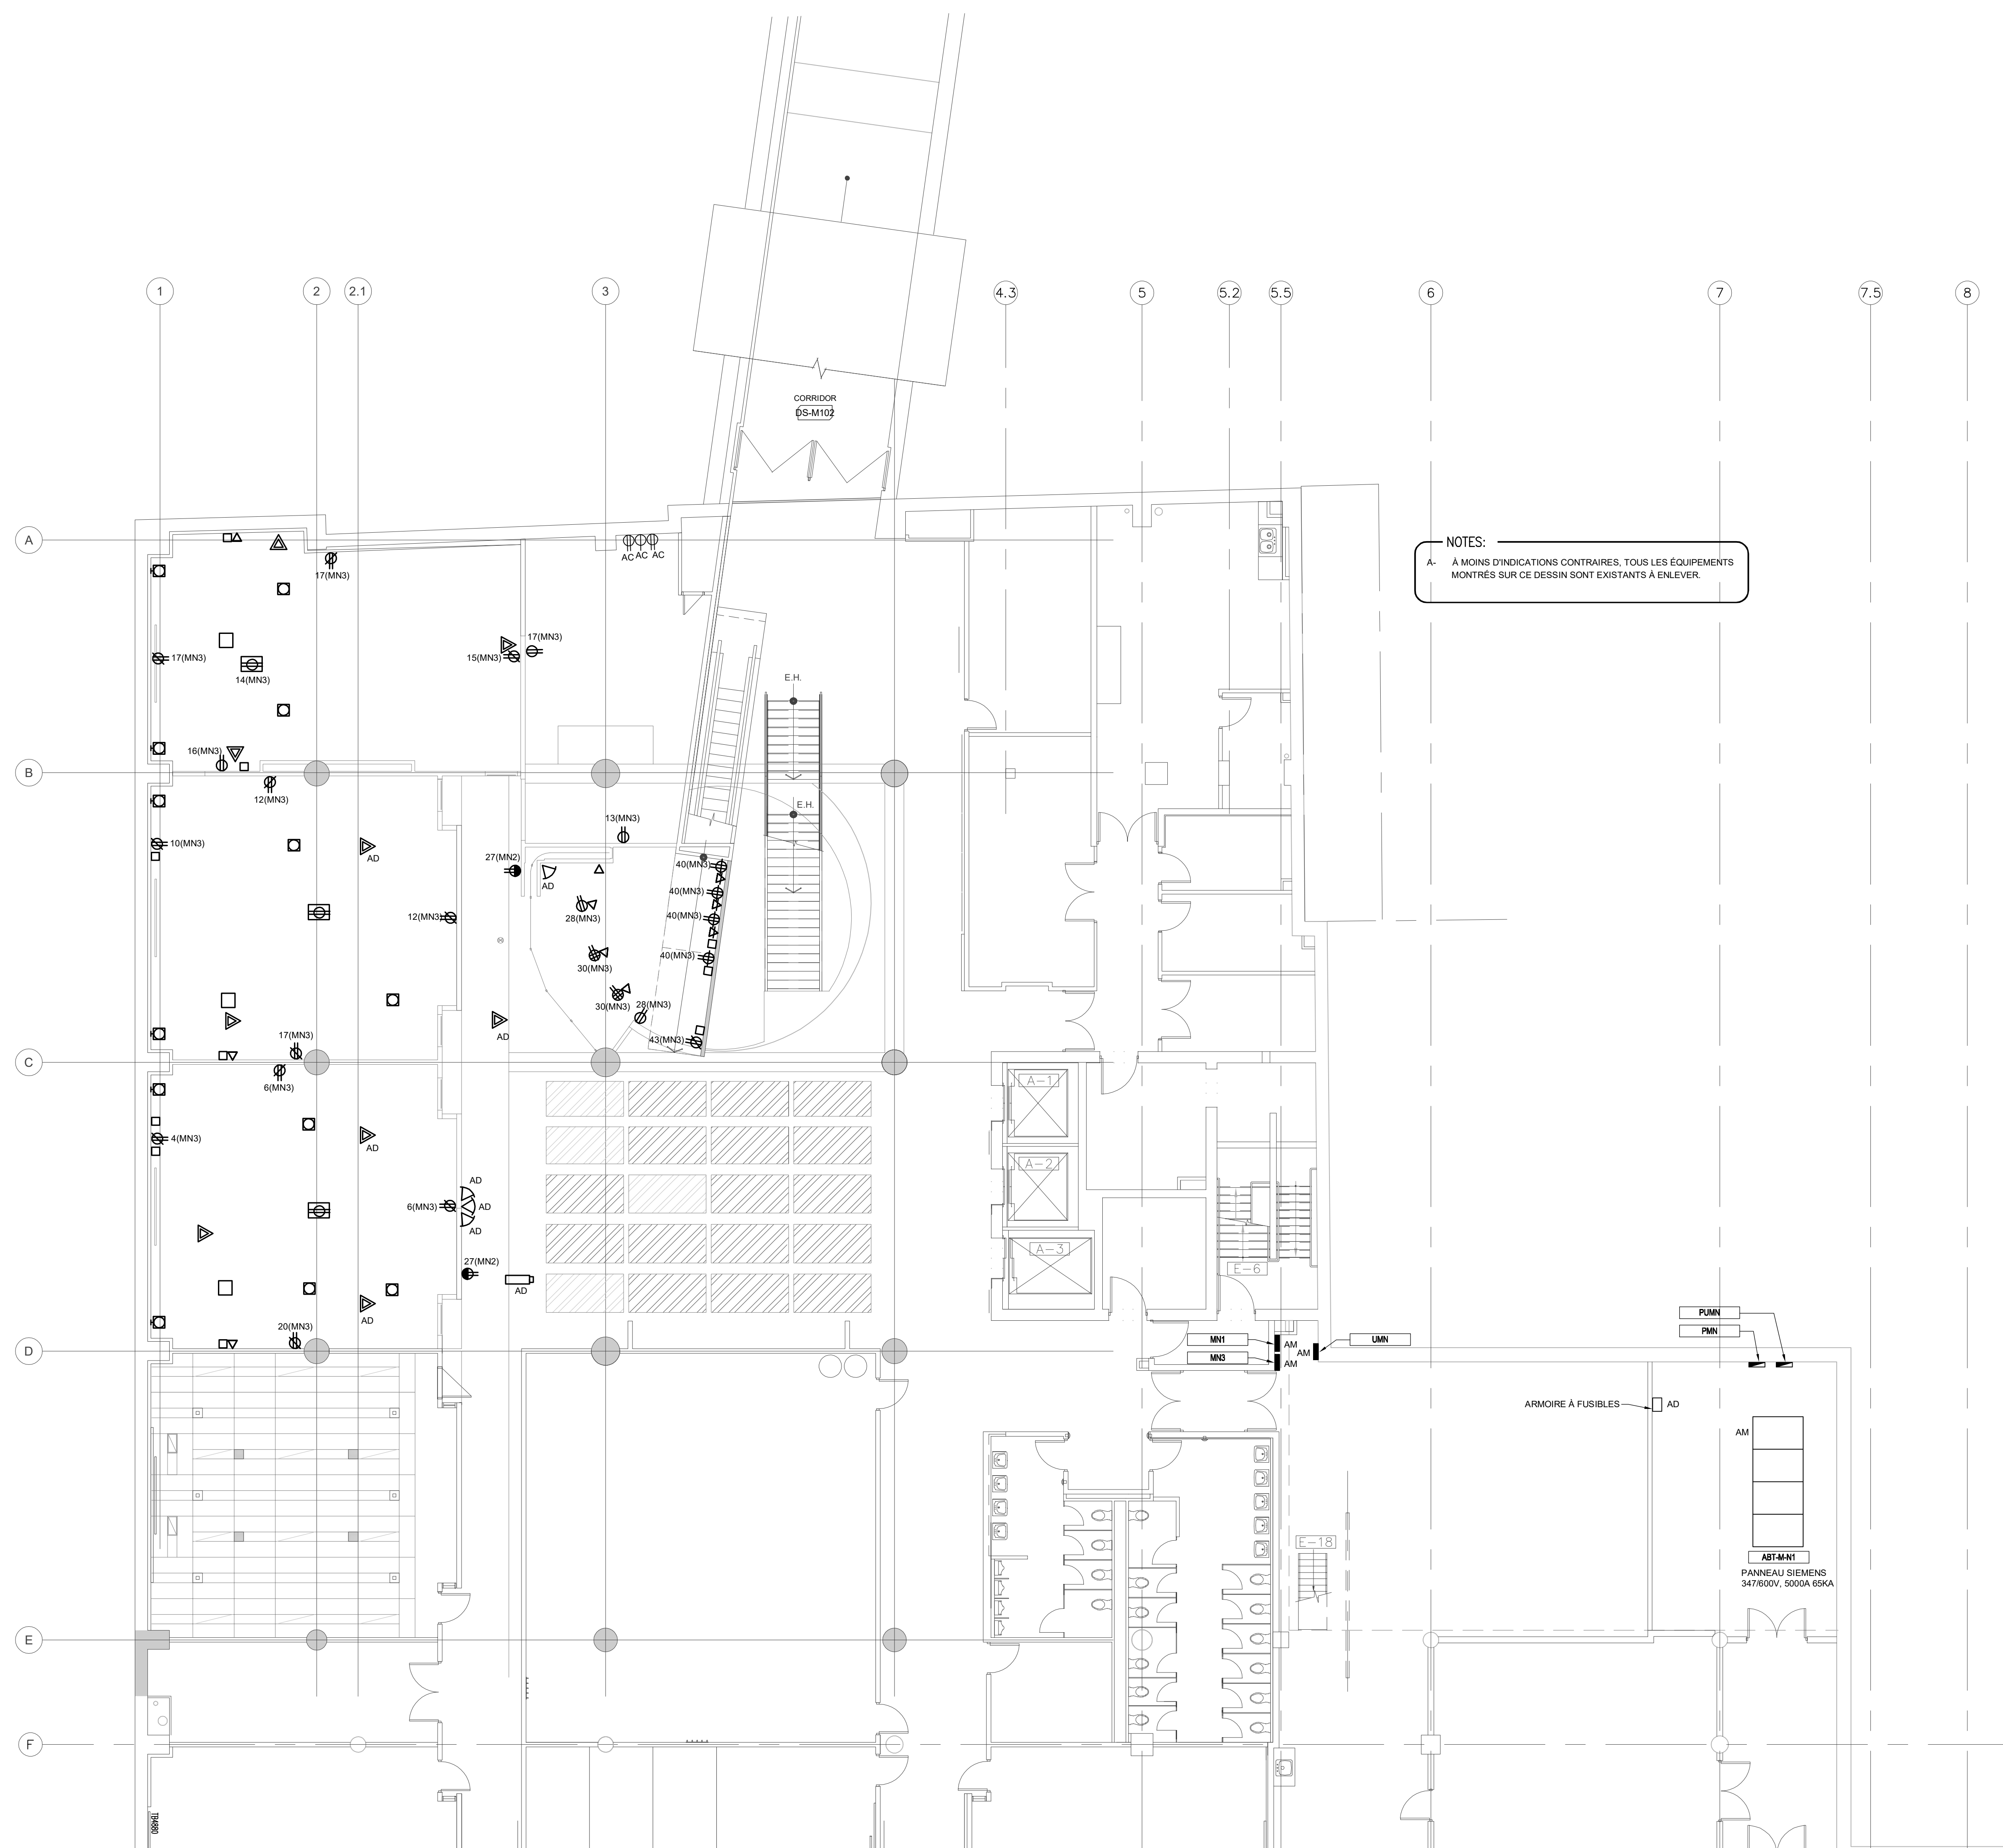 1
2
2.1
3
4.3
5
5.2
5.5
6
7
7.5
8
CORRIDOR
DS-M102
A
17(MN3)
AC
AC
AC
NOTES:
A- À MOINS D'INDICATIONS CONTRAIRES, TOUS LES ÉQUIPEMENTS
MONTRÉS SUR CE DESSIN SONT EXISTANTS À ENLEVER.
17(MN3)
17(MN3)
15(MN3)
14(MN3)
E.H.
16(MN3)
B
12(MN3)
E.H.
13(MN3)
10(MN3)
AD
27(MN2)
AD
40(MN3)
40(MN3)
28(MN3)
40(MN3)
12(MN3)
40(MN3)
30(MN3)
30(MN3)
28(MN3)
AD
17(MN3)
43(MN3)
C
6(MN3)
A-1
4(MN3)
AD
A-2
AD
6(MN3)
AD
AD
A-3
27(MN2)
AD
E-6
AD
20(MN3)
D
MN1
AM
MN3
AM
AM
UMN
PUMN
PMN
ARMOIRE À FUSIBLES
AD
AM
E-18
ABT-M-N1
PANNEAU SIEMENS
347/600V, 5000A 65KA
E
F
TB4880